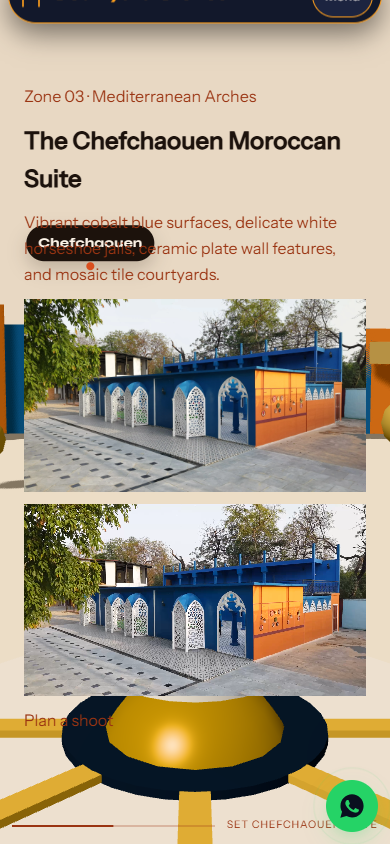 Menu
Zone 03 · Mediterranean Arches
The Chefchaouen Moroccan
Suite
Vibrant cobalt blue surfaces, delicate white
Chefchaouen
horseshoe jalis, ceramic plate wall features,
and mosaic tile courtyards.
Plan a shoot
SET CHEFCHAOUEN